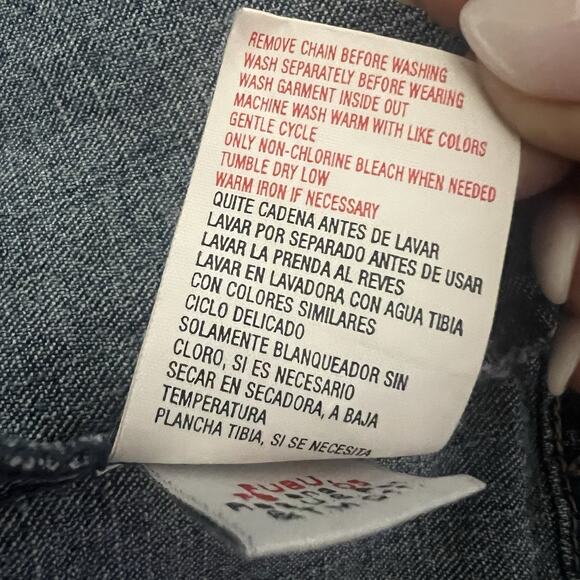 REMOVE CHAIN BEFORE WASHING
WASH SEPARATELY BEFORE WEARING
WASH GARMENT INSIDE OUT
MACHINE WASH WARM WITH LIKE COLORS
GENTLE CYCLE
ONLY NON-CHLORINE BLEACH WHEN NEEDED
TUMBLE DRY LOW
WARM IRON IF NECESSARY
QUITE CADENA ANTES DE LAVAR
LAVAR POR SEPARADO ANTES DE USAR
LAVAR LA PRENDA AL REVES
LAVAR EN LAVADORA CON AGUA TIBIA
CON COLORES SIMILARES
CICLO DELICADO
SOLAMENTE BLANQUEADOR SIN
CLORO, SI ES NECESARIO
SECAR EN SECADORA, A BAJA
TEMPERATURA
PLANCHA TIBIA, SI SE NECESITA